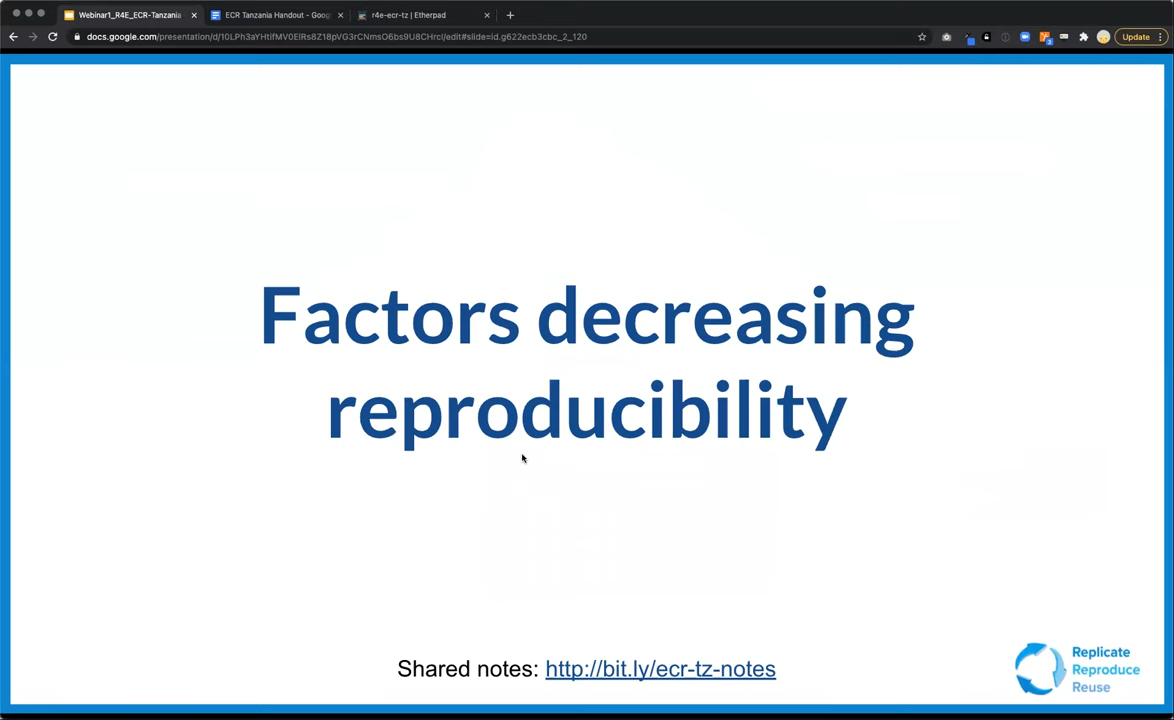 Webinar1_R4E_ECR-Tanzania
ECR Tanzania Handout - Goog
r4e-ecr-tz | Etherpad
Update
Factors decreasing
reproducibility
Shared notes: http://bit.ly/ecr-tz-notes
Replicate
Reproduce
Reuse